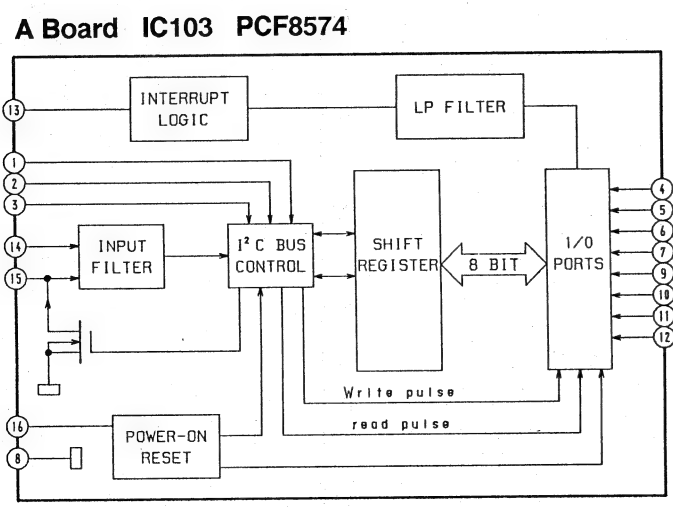 A Board IC103 PCF8574
INTERRUPT
LOGIC
LP FILTER
13
1
2
3
14
15
INPUT
FILTER
I²C BUS
CONTROL
SHIFT
REGISTER
8 BIT
I/O
PORTS
4
5
6
7
9
10
11
12
Write pulse
read pulse
16
8
POWER-ON
RESET